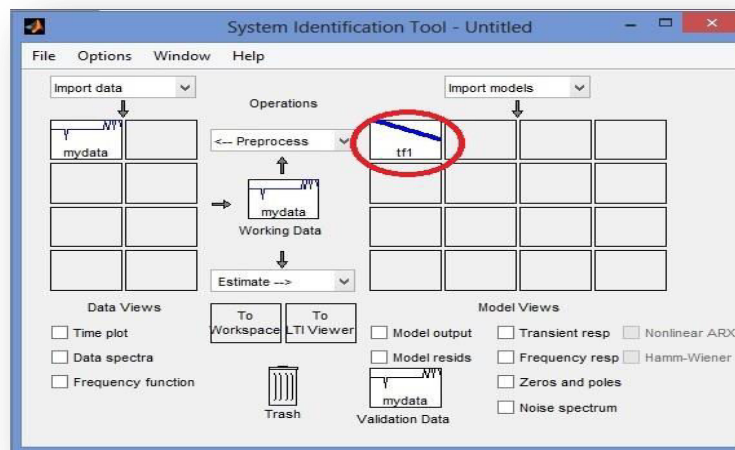 System Identification Tool - Untitled
File Options Window Help
Import data
Import models
Operations
<-- Preprocess
mydata
tf1
mydata
Working Data
Estimate -->
Data Views
Time plot
Data spectra
Frequency function
To Workspace
To LTI Viewer
Trash
Model Views
Model output
Model resids
Transient resp
Frequency resp
Zeros and poles
Noise spectrum
Nonlinear ARX
Hamm-Wiener
mydata
Validation Data